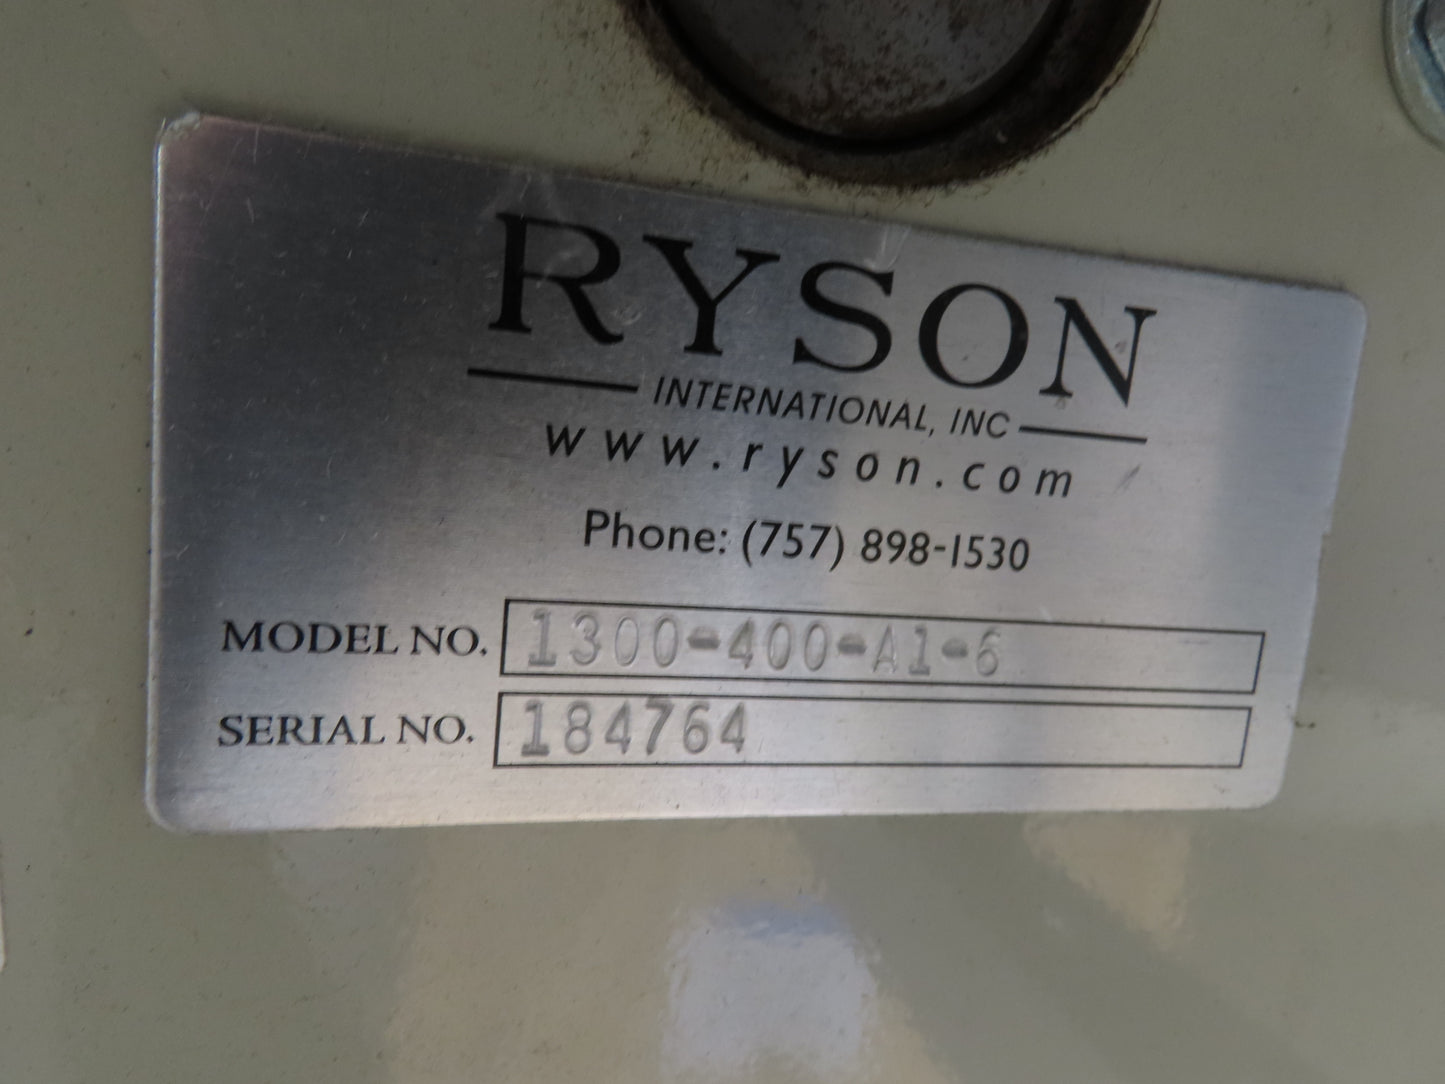 RYSON
INTERNATIONAL, INC
www.ryson.com
Phone: (757) 898-1530
MODEL NO. 1300-400-A1-6
SERIAL NO. 184764